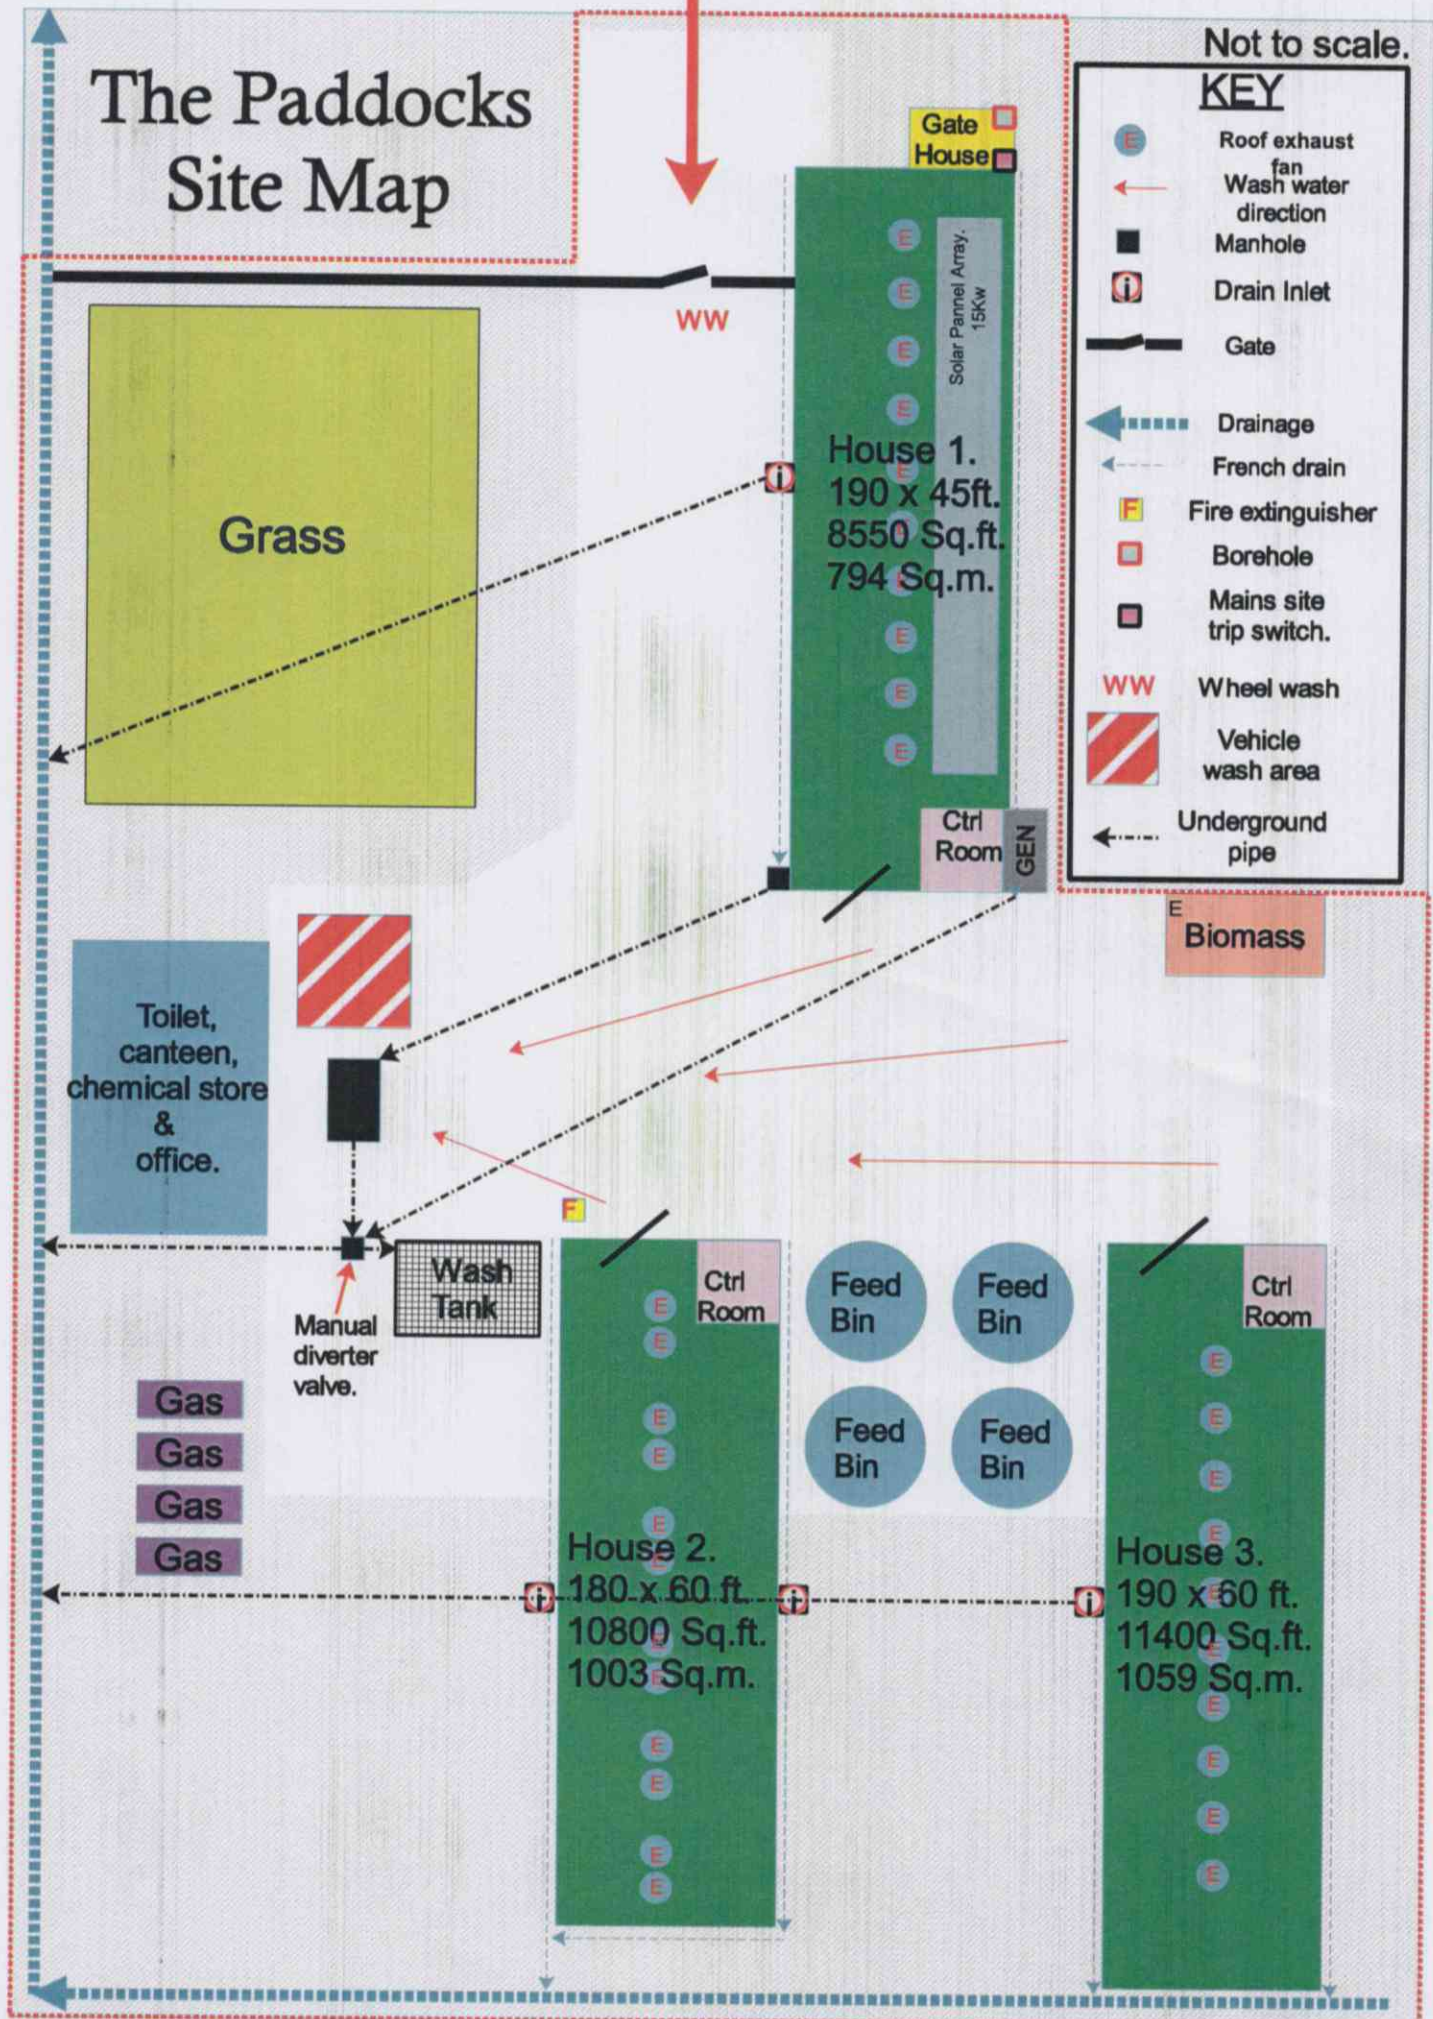 The Paddocks
Site Map
Not to scale.
KEY
E
Roof exhaust
fan
Wash water
direction
Manhole
i
Drain Inlet
Gate
Drainage
French drain
F
Fire extinguisher
Borehole
Mains site
trip switch.
WW
Wheel wash
Vehicle
wash area
Underground
pipe
Gate
House
WW
E
E
E
E
E
E
E
E
E
E
Solar Pannel Array.
15Kw
House 1.
190 x 45ft.
8550 Sq.ft.
794 Sq.m.
i
Grass
Ctrl
Room
GEN
E
Biomass
Toilet,
canteen,
chemical store
&
office.
F
Wash
Tank
Manual
diverter
valve.
Gas
Gas
Gas
Gas
Ctrl
Room
E
E
E
E
E
E
House 2.
180 x 60 ft.
10800 Sq.ft.
1003 Sq.m.
E
E
E
E
E
E
i
i
i
Feed
Bin
Feed
Bin
Feed
Bin
Feed
Bin
Ctrl
Room
E
E
E
E
House 3.
190 x 60 ft.
11400 Sq.ft.
1059 Sq.m.
E
E
E
E
E
E